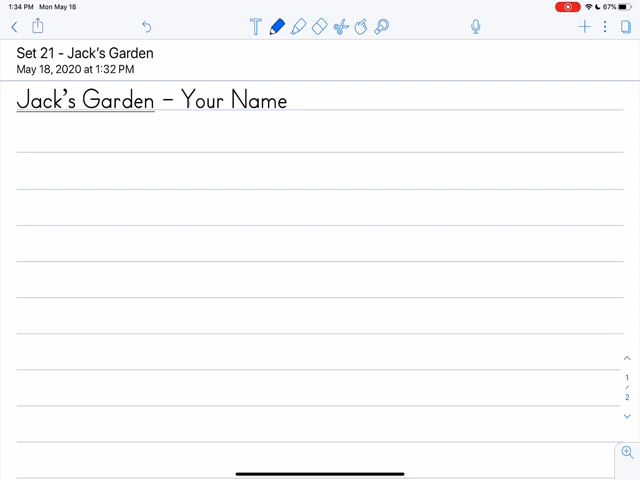 1:34 PM Mon May 18 67%
T
Set 21 - Jack's Garden
May 18, 2020 at 1:32 PM
Jack's Garden - Your Name
1
/
2